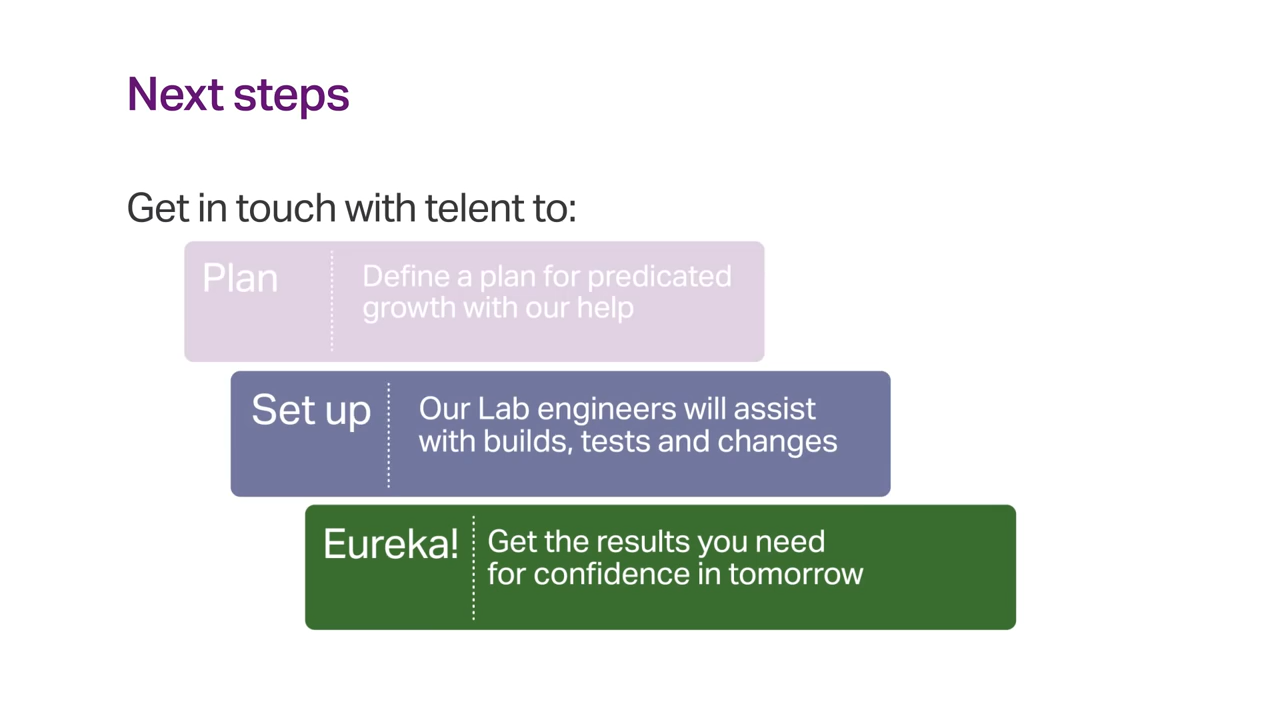 Next steps
Get in touch with telent to:
Plan
Define a plan for predicated
growth with our help
Set up
Our Lab engineers will assist
with builds, tests and changes
Eureka!
Get the results you need
for confidence in tomorrow